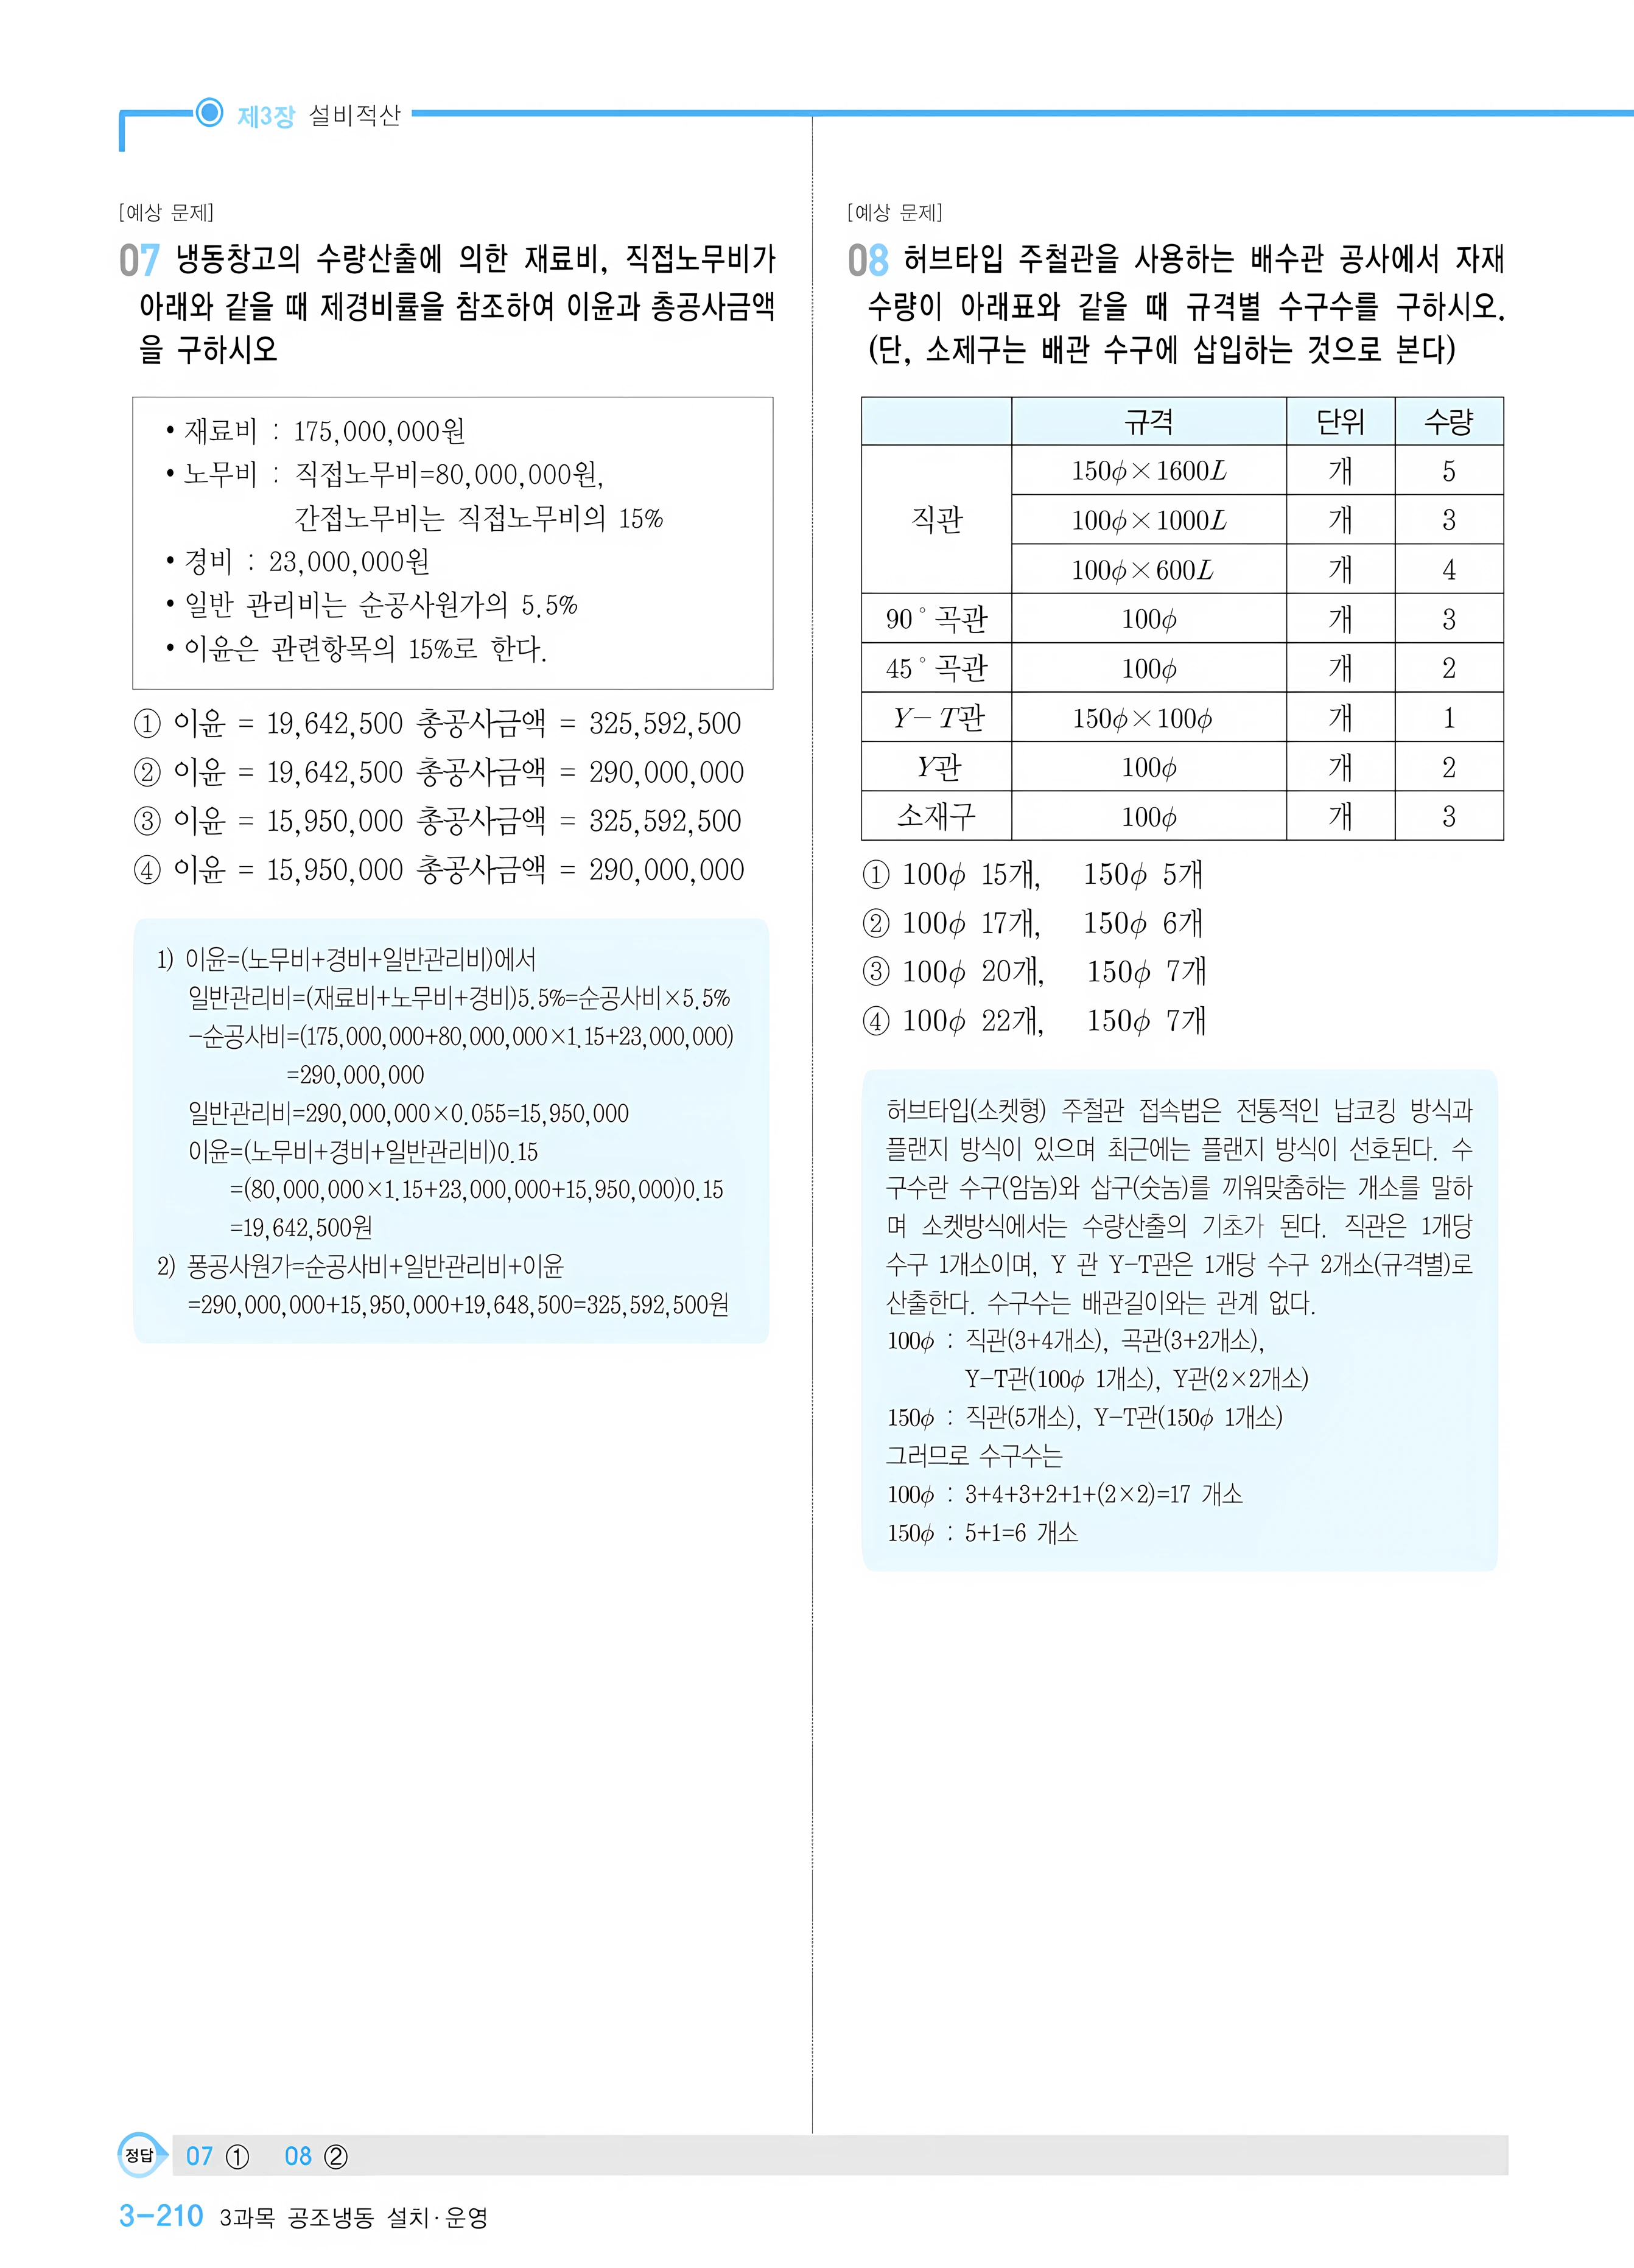 제3장 설비적산
[예상 문제]
07 냉동창고의 수량산출에 의한 재료비, 직접노무비가
아래와 같을 때 제경비률을 참조하여 이윤과 총공사금액
을 구하시오
• 재료비 : 175,000,000원
• 노무비 : 직접노무비=80,000,000원,
간접노무비는 직접노무비의 15%
• 경비 : 23,000,000원
• 일반 관리비는 순공사원가의 5.5%
• 이윤은 관련항목의 15%로 한다.
① 이윤 = 19,642,500 총공사금액 = 325,592,500
② 이윤 = 19,642,500 총공사금액 = 290,000,000
③ 이윤 = 15,950,000 총공사금액 = 325,592,500
④ 이윤 = 15,950,000 총공사금액 = 290,000,000
1) 이윤=(노무비+경비+일반관리비)에서
일반관리비=(재료비+노무비+경비)5.5%=순공사비×5.5%
-순공사비=(175,000,000+80,000,000×1.15+23,000,000)
=290,000,000
일반관리비=290,000,000×0.055=15,950,000
이윤=(노무비+경비+일반관리비)0.15
=(80,000,000×1.15+23,000,000+15,950,000)0.15
=19,642,500원
2) 퐁공사원가=순공사비+일반관리비+이윤
=290,000,000+15,950,000+19,648,500=325,592,500원
[예상 문제]
08 허브타입 주철관을 사용하는 배수관 공사에서 자재
수량이 아래표와 같을 때 규격별 수구수를 구하시오.
(단, 소제구는 배관 수구에 삽입하는 것으로 본다)
규격 단위 수량
직관 150φ×1600L 개 5
100φ×1000L 개 3
100φ×600L 개 4
90° 곡관 100φ 개 3
45° 곡관 100φ 개 2
Y-T관 150φ×100φ 개 1
Y관 100φ 개 2
소재구 100φ 개 3
① 100φ 15개, 150φ 5개
② 100φ 17개, 150φ 6개
③ 100φ 20개, 150φ 7개
④ 100φ 22개, 150φ 7개
허브타입(소켓형) 주철관 접속법은 전통적인 납코킹 방식과
플랜지 방식이 있으며 최근에는 플랜지 방식이 선호된다. 수
구수란 수구(암놈)와 삽구(숫놈)를 끼워맞춤하는 개소를 말하
며 소켓방식에서는 수량산출의 기초가 된다. 직관은 1개당
수구 1개소이며, Y 관 Y-T관은 1개당 수구 2개소(규격별)로
산출한다. 수구수는 배관길이와는 관계 없다.
100φ : 직관(3+4개소), 곡관(3+2개소),
Y-T관(100φ 1개소), Y관(2×2개소)
150φ : 직관(5개소), Y-T관(150φ 1개소)
그러므로 수구수는
100φ : 3+4+3+2+1+(2×2)=17 개소
150φ : 5+1=6 개소
정답 07 ① 08 ②
3-210 3과목 공조냉동 설치·운영